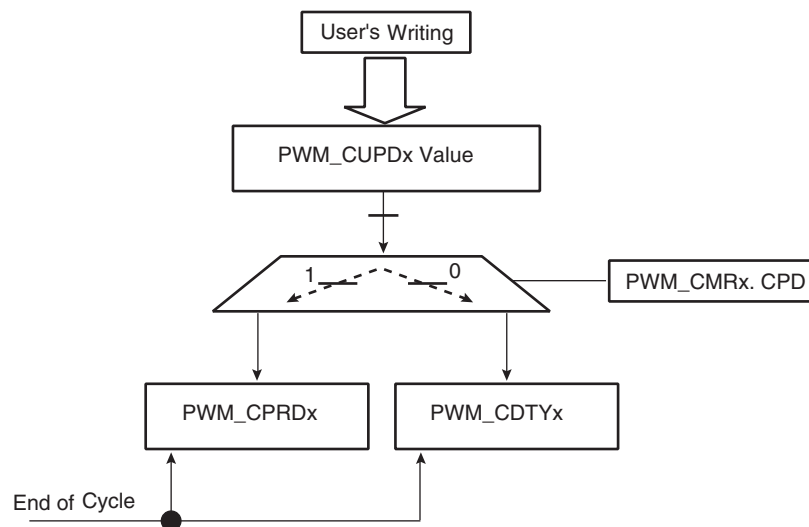 User's Writing
PWM_CUPDx Value
1
0
PWM_CMRx. CPD
PWM_CPRDx
PWM_CDTYx
End of Cycle